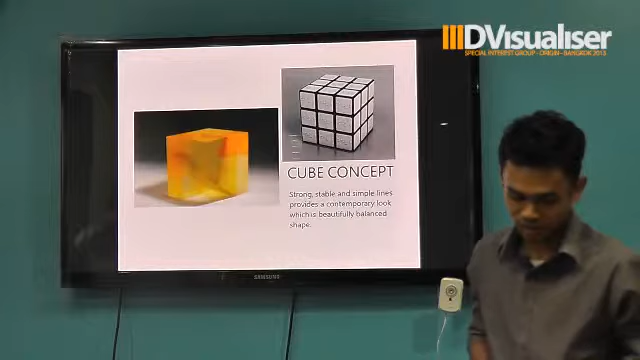 DVisualiser
SPECIAL INTEREST GROUP - ORIGIN - BANGKOK 2013
CUBE CONCEPT
Strong, stable and simple lines
provides a contemporary look
which is beautifully balanced
shape.
SAMSUNG